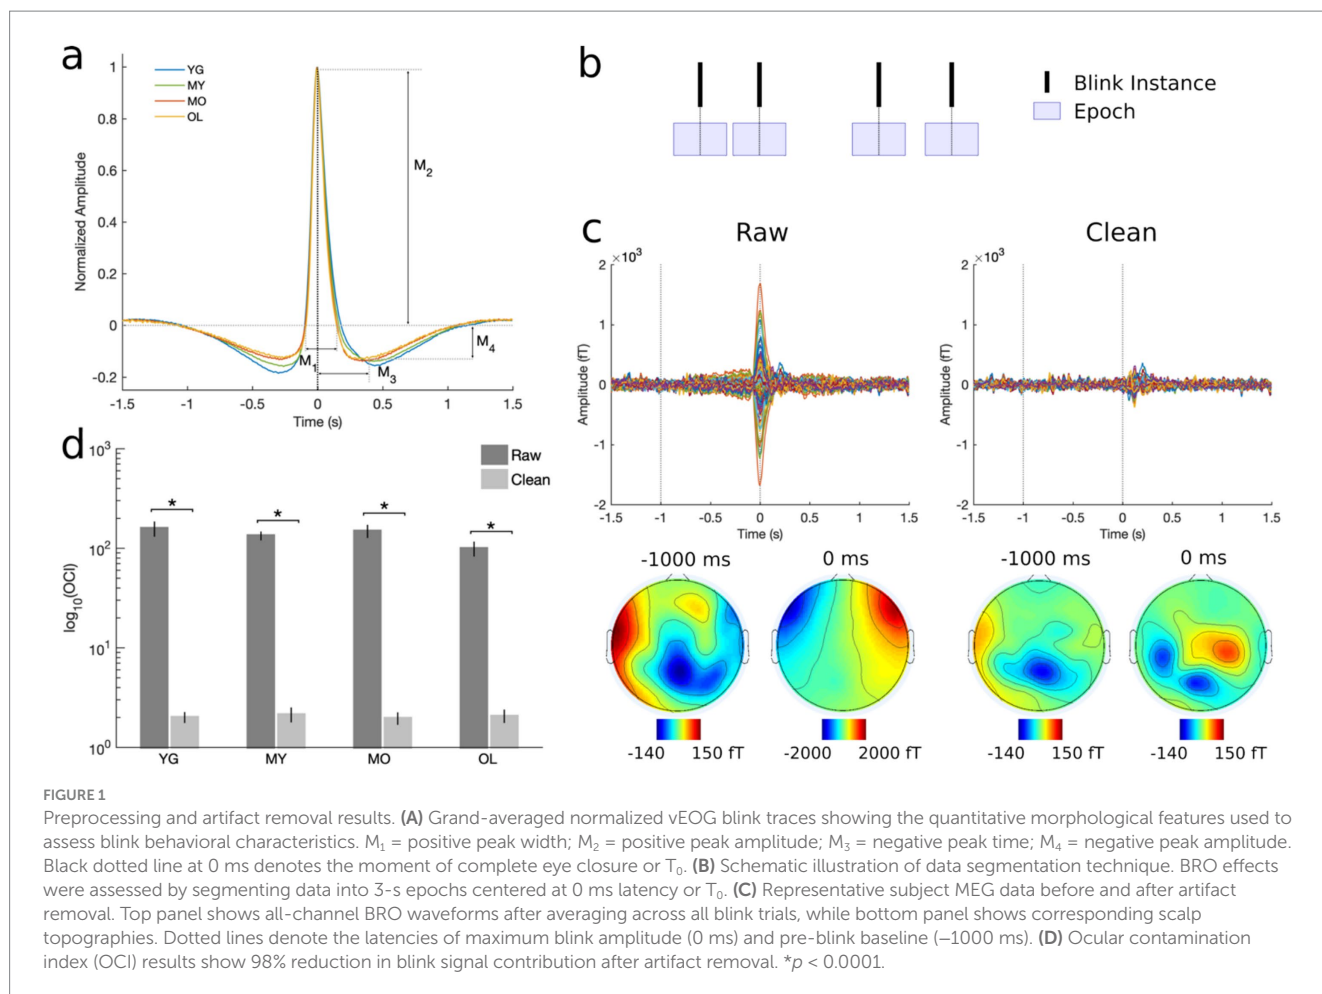 a
YG
MY
MO
OL
1
0.8
0.6
0.4
0.2
0
-0.2
Normalized Amplitude
M2
M4
M1
M3
-1.5 -1 -0.5 0 0.5 1 1.5
Time (s)
b
Blink Instance
Epoch
c
Raw
Clean
×10³
2
1
0
-1
-2
Amplitude (fT)
-1.5 -1 -0.5 0 0.5 1 1.5
Time (s)
×10³
2
1
0
-1
-2
Amplitude (fT)
-1.5 -1 -0.5 0 0.5 1 1.5
Time (s)
-1000 ms 0 ms
-1000 ms 0 ms
-140 150 fT
-2000 2000 fT
-140 150 fT
-140 150 fT
d
Raw
Clean
10³
10²
10¹
10⁰
log₁₀(OCI)
* * * *
YG MY MO OL
FIGURE 1
Preprocessing and artifact removal results. (A) Grand-averaged normalized vEOG blink traces showing the quantitative morphological features used to
assess blink behavioral characteristics. M₁ = positive peak width; M₂ = positive peak amplitude; M₃ = negative peak time; M₄ = negative peak amplitude.
Black dotted line at 0 ms denotes the moment of complete eye closure or T₀. (B) Schematic illustration of data segmentation technique. BRO effects
were assessed by segmenting data into 3-s epochs centered at 0 ms latency or T₀. (C) Representative subject MEG data before and after artifact
removal. Top panel shows all-channel BRO waveforms after averaging across all blink trials, while bottom panel shows corresponding scalp
topographies. Dotted lines denote the latencies of maximum blink amplitude (0 ms) and pre-blink baseline (−1000 ms). (D) Ocular contamination
index (OCI) results show 98% reduction in blink signal contribution after artifact removal. *p < 0.0001.